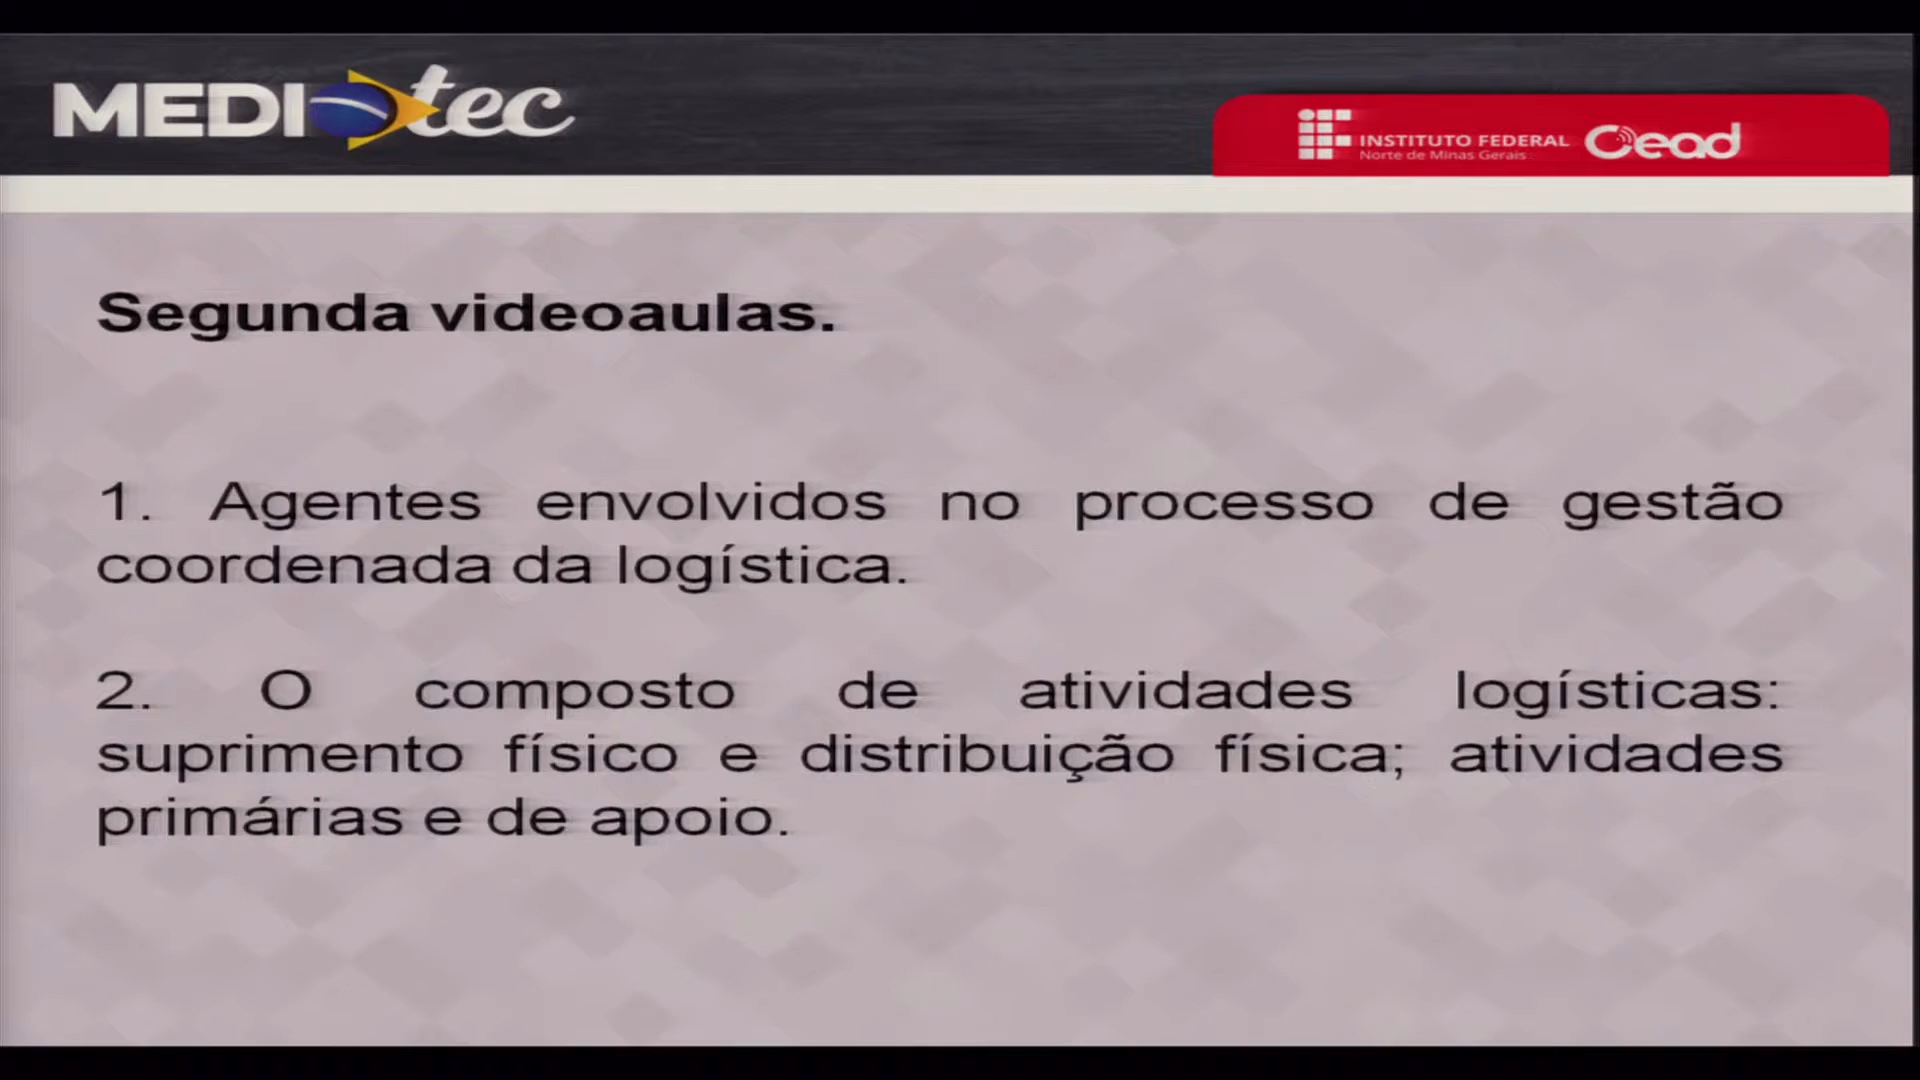 MEDIOtec
INSTITUTO FEDERAL
Norte de Minas Gerais
Cead
Segunda videoaulas.
1. Agentes envolvidos no processo de gestão
coordenada da logística.
2. O composto de atividades logísticas:
suprimento físico e distribuição física; atividades
primárias e de apoio.